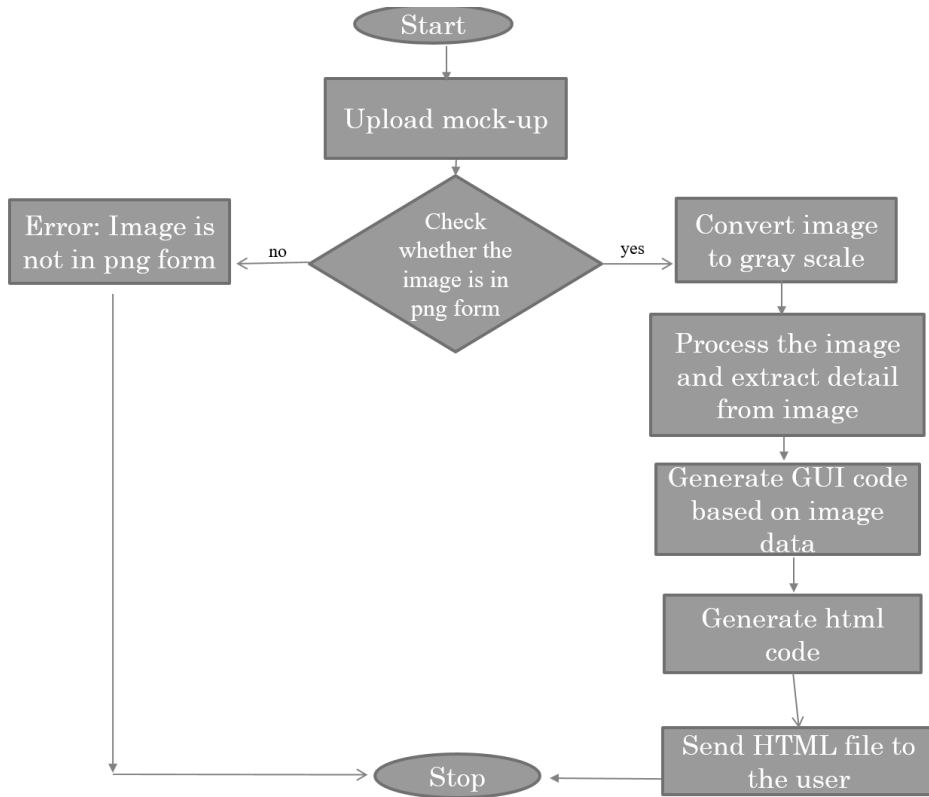 Start
Upload mock-up
Check
whether the
image is in
png form
no
Error: Image is
not in png form
yes
Convert image
to gray scale
Process the image
and extract detail
from image
Generate GUI code
based on image
data
Generate html
code
Send HTML file to
the user
Stop